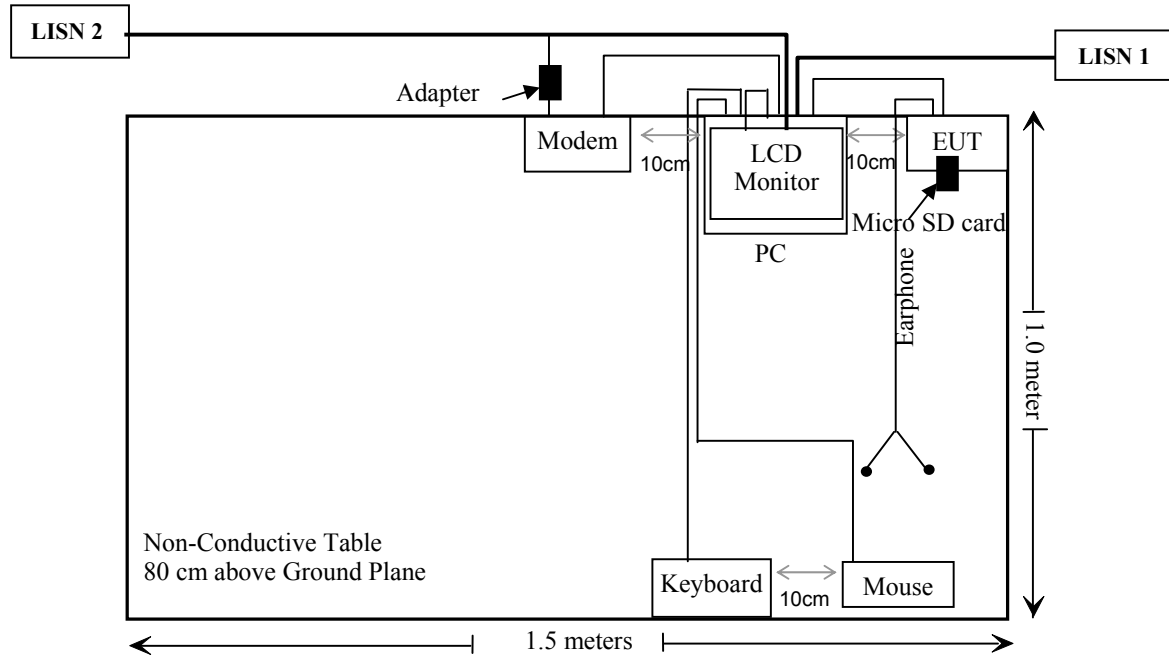 LISN 2
LISN 1
Adapter
Modem
10cm
LCD
Monitor
10cm
EUT
Micro SD card
PC
Earphone
1.0 meter
Non-Conductive Table
80 cm above Ground Plane
Keyboard
10cm
Mouse
1.5 meters